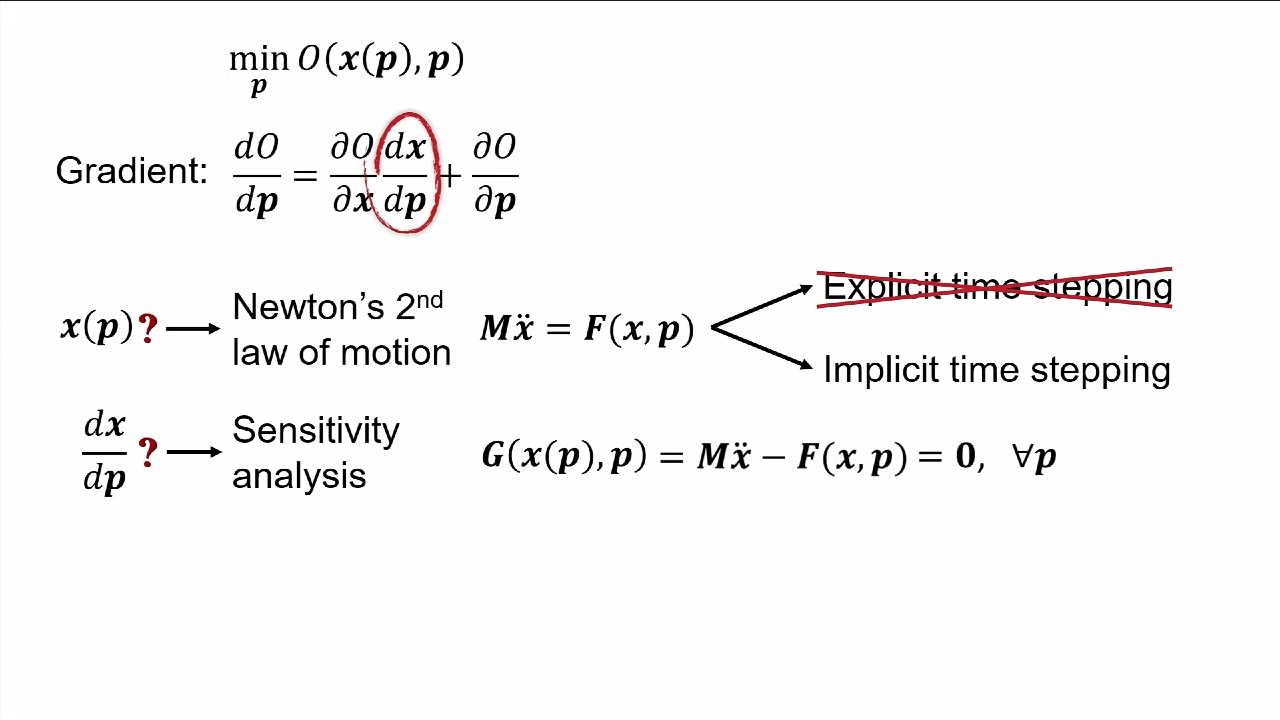 min O(x(p), p)
p
Gradient: dO/dp = ∂O/∂x dx/dp + ∂O/∂p
x(p)? Newton's 2nd law of motion Mẍ = F(x, p)
Explicit time stepping
Implicit time stepping
dx/dp ? Sensitivity analysis G(x(p), p) = Mẍ − F(x, p) = 0, ∀p